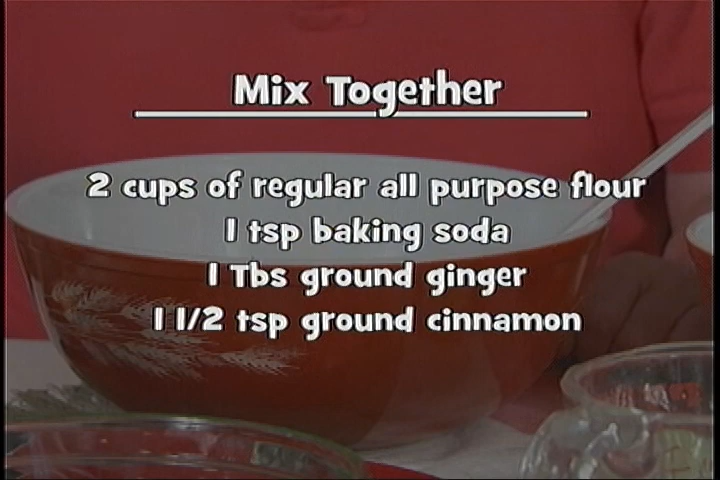 Mix Together
2 cups of regular all purpose flour
1 tsp baking soda
1 Tbs ground ginger
1 1/2 tsp ground cinnamon